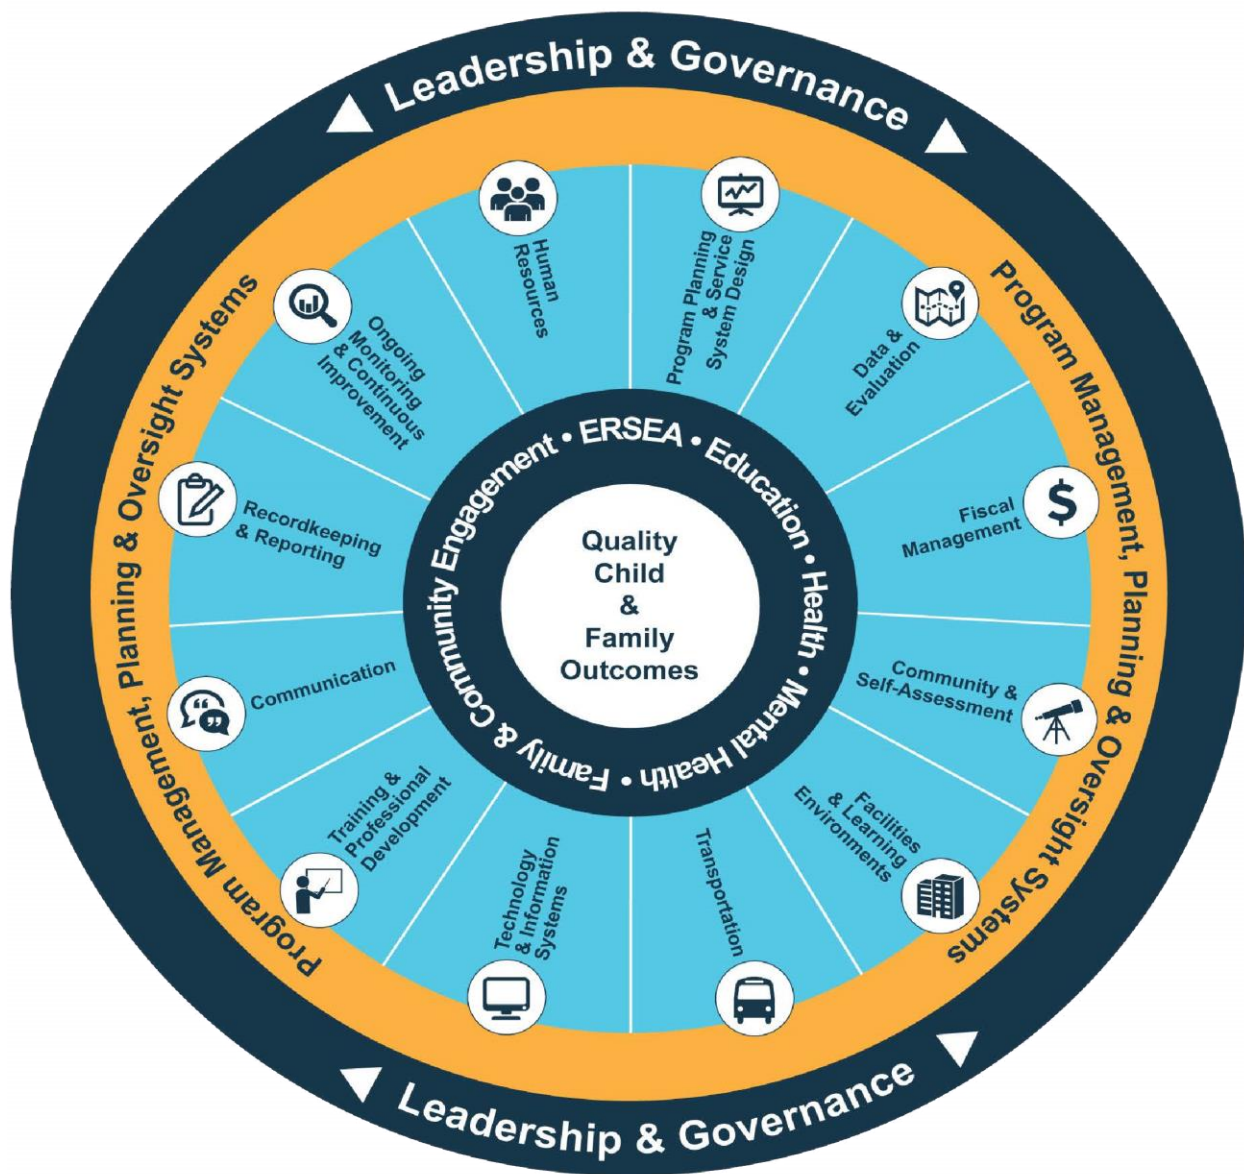 Leadership & Governance
Program Management, Planning & Oversight Systems
Program Management, Planning & Oversight Systems
Human
Resources
Program Planning
& Service
System Design
Data &
Evaluation
Fiscal
Management
Community &
Self-Assessment
Facilities
& Learning
Environments
Transportation
Technology
& Information
Systems
Training &
Professional
Development
Communication
Recordkeeping
& Reporting
Ongoing
Monitoring
& Continuous
Improvement
ERSEA • Education • Health • Mental Health • Family & Community Engagement •
Quality
Child
&
Family
Outcomes
$
Leadership & Governance